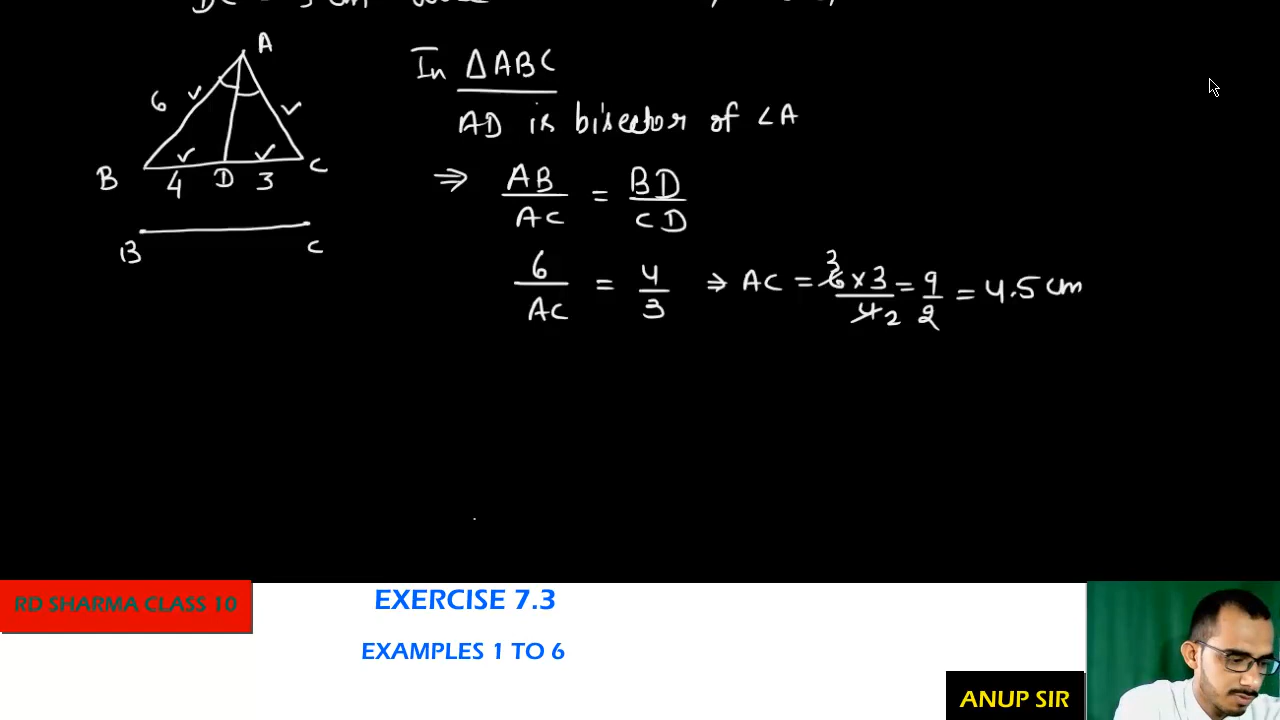 A
6
B 4 D 3 C
B C
In ΔABC
AD is bisector of ∠A
⇒ AB/AC = BD/CD
6/AC = 4/3 ⇒ AC = 6 3 × 3 / 4 2 = 9/2 = 4.5 cm
RD SHARMA CLASS 10
EXERCISE 7.3
EXAMPLES 1 TO 6
ANUP SIR